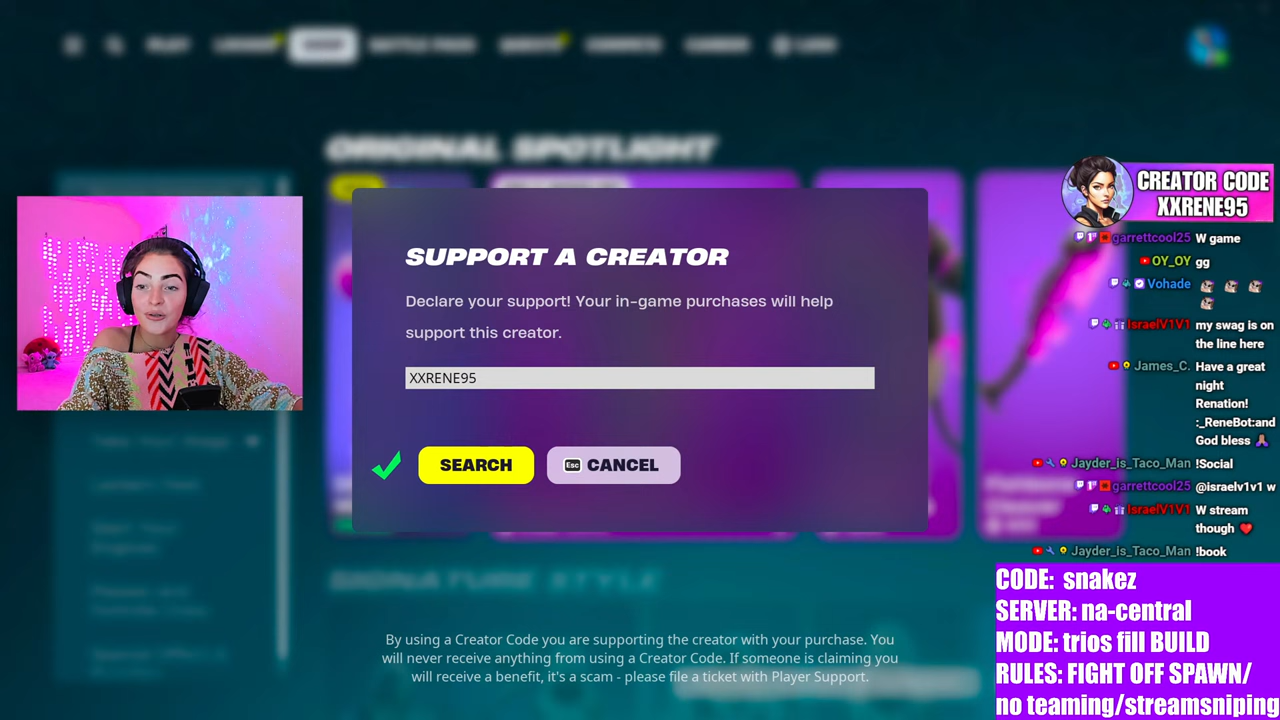 ORIGINAL SPOTLIGHT
SUPPORT A CREATOR
Declare your support! Your in-game purchases will help
support this creator.
XXRENE95
SEARCH
Esc CANCEL
SIGNATURE STYLE
By using a Creator Code you are supporting the creator with your purchase. You
will never receive anything from using a Creator Code. If someone is claiming you
will receive a benefit, it's a scam - please file a ticket with Player Support.
CREATOR CODE
XXRENE95
garrettcool25 W game
OY_OY gg
Vohade
IsraelV1V1 my swag is on
the line here
James_C. Have a great
night
Renation!
:_ReneBot:and
God bless
Jayder_is_Taco_Man !Social
garrettcool25 @israelv1v1 w
IsraelV1V1 W stream
though
Jayder_is_Taco_Man !book
CODE: snakez
SERVER: na-central
MODE: trios fill BUILD
RULES: FIGHT OFF SPAWN/
no teaming/streamsniping